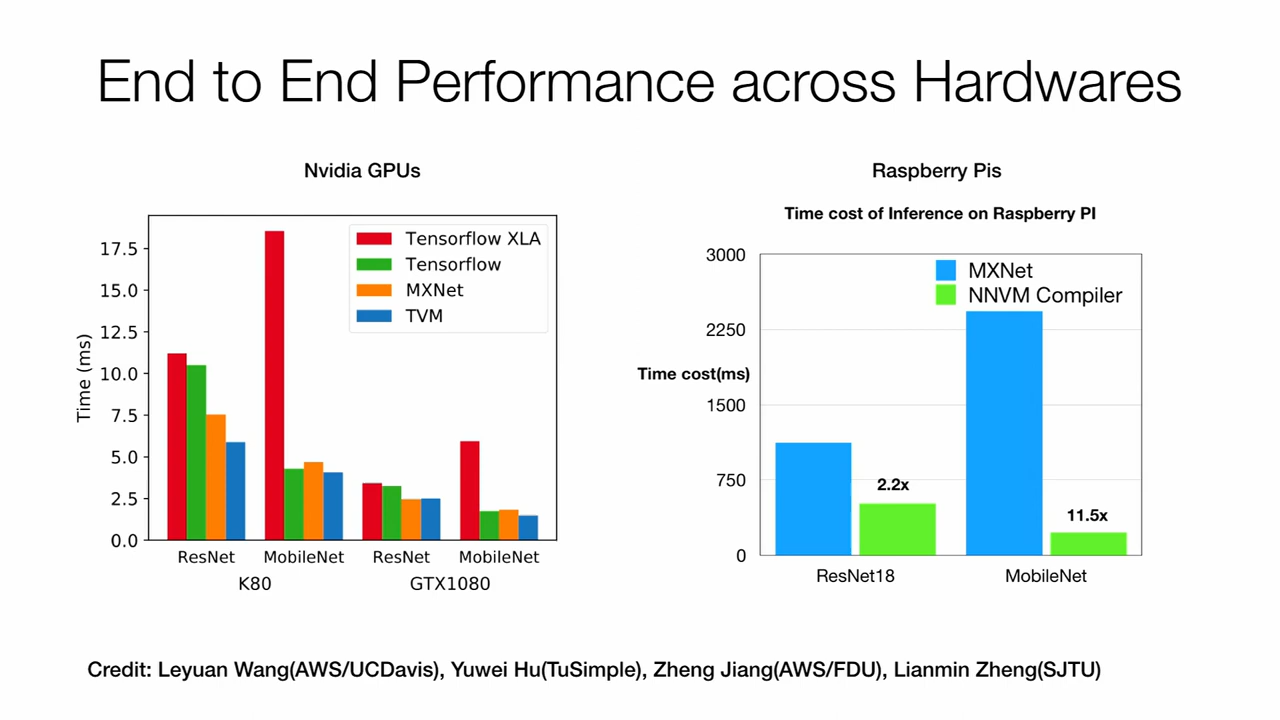 End to End Performance across Hardwares
Nvidia GPUs
Time (ms)
17.5
15.0
12.5
10.0
7.5
5.0
2.5
0.0
Tensorflow XLA
Tensorflow
MXNet
TVM
ResNet MobileNet ResNet MobileNet
K80 GTX1080
Raspberry Pis
Time cost of Inference on Raspberry PI
Time cost(ms)
3000
2250
1500
750
0
MXNet
NNVM Compiler
2.2x
11.5x
ResNet18 MobileNet
Credit: Leyuan Wang(AWS/UCDavis), Yuwei Hu(TuSimple), Zheng Jiang(AWS/FDU), Lianmin Zheng(SJTU)